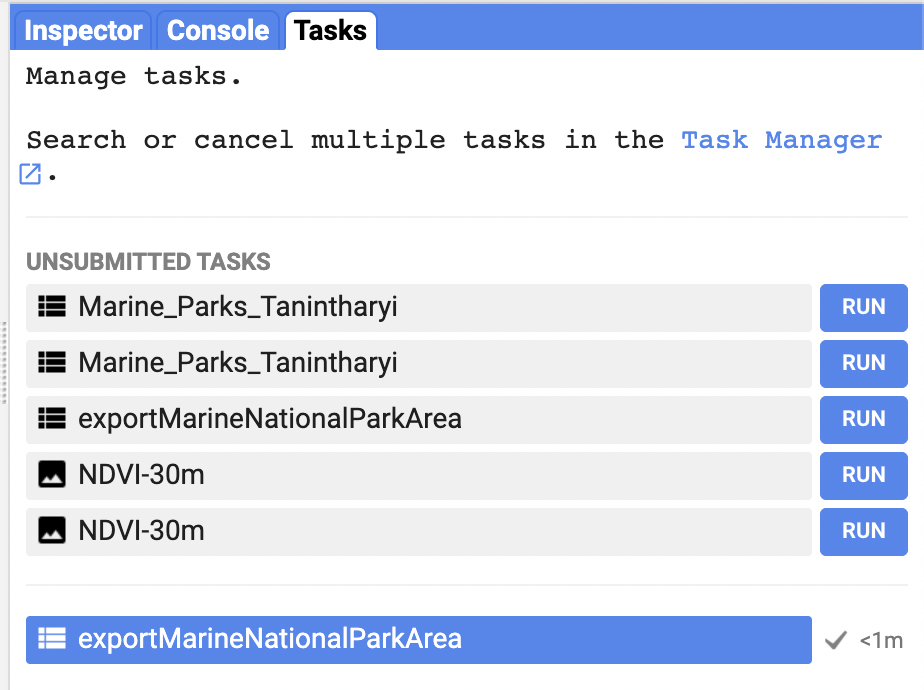 Inspector Console Tasks
Manage tasks.
Search or cancel multiple tasks in the Task Manager
.
UNSUBMITTED TASKS
Marine_Parks_Tanintharyi RUN
Marine_Parks_Tanintharyi RUN
exportMarineNationalParkArea RUN
NDVI-30m RUN
NDVI-30m RUN
exportMarineNationalParkArea <1m